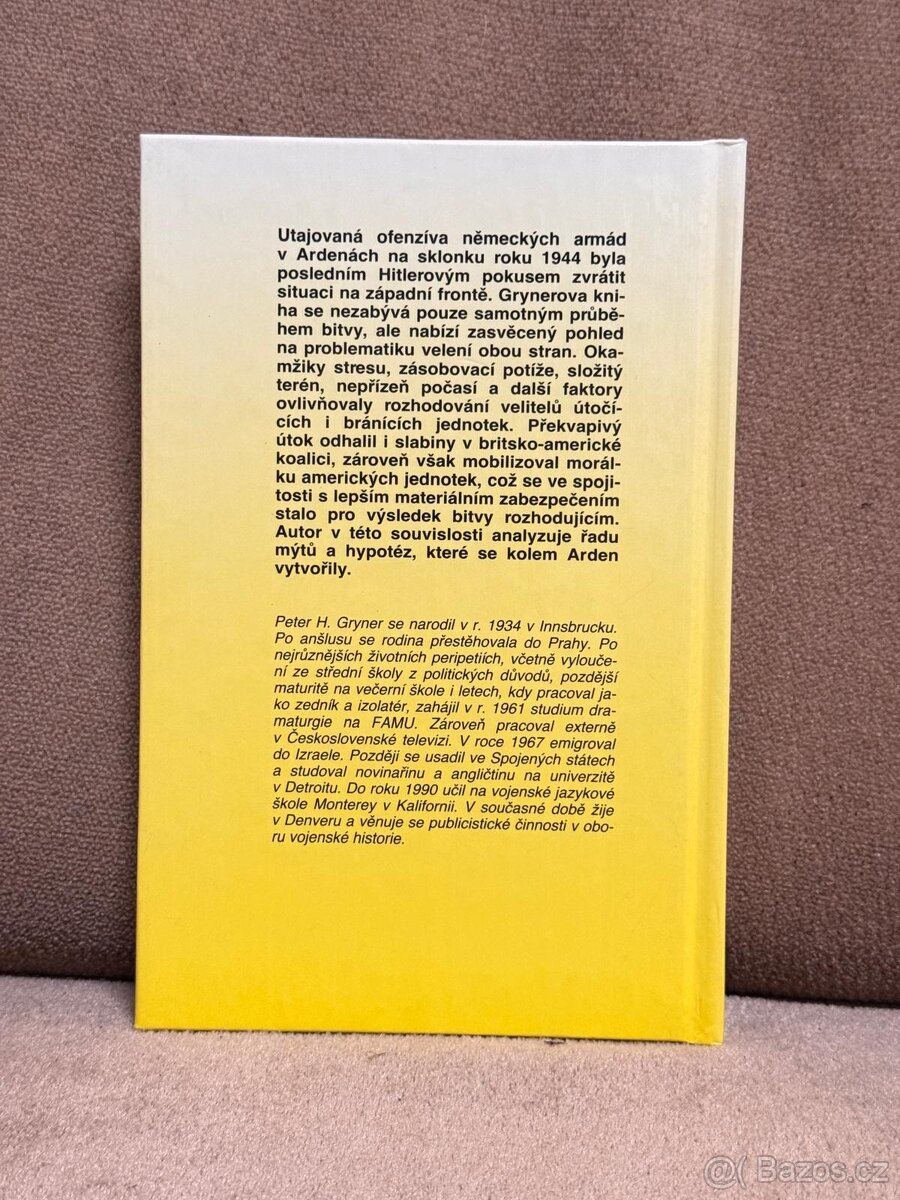 Utajovaná ofenzíva německých armád
v Ardenách na sklonku roku 1944 byla
posledním Hitlerovým pokusem zvrátit
situaci na západní frontě. Grynerova kni-
ha se nezabývá pouze samotným průbě-
hem bitvy, ale nabízí zasvěcený pohled
na problematiku velení obou stran. Oka-
mžiky stresu, zásobovací potíže, složitý
terén, nepřízeň počasí a další faktory
ovlivňovaly rozhodování velitelů útočí-
cích i bránících jednotek. Překvapivý
útok odhalil i slabiny v britsko-americké
koalici, zároveň však mobilizoval morál-
ku amerických jednotek, což se ve spoji-
tosti s lepším materiálním zabezpečením
stalo pro výsledek bitvy rozhodujícím.
Autor v této souvislosti analyzuje řadu
mýtů a hypotéz, které se kolem Arden
vytvořily.
Peter H. Gryner se narodil v r. 1934 v Innsbrucku.
Po anšlusu se rodina přestěhovala do Prahy. Po
nejrůznějších životních peripetiích, včetně vylouče-
ní ze střední školy z politických důvodů, pozdější
maturitě na večerní škole i letech, kdy pracoval ja-
ko zedník a izolatér, zahájil v r. 1961 studium dra-
maturgie na FAMU. Zároveň pracoval externě
v Československé televizi. V roce 1967 emigroval
do Izraele. Později se usadil ve Spojených státech
a studoval novinařinu a angličtinu na univerzitě
v Detroitu. Do roku 1990 učil na vojenské jazykové
škole Monterey v Kalifornii. V současné době žije
v Denveru a věnuje se publicistické činnosti v obo-
ru vojenské historie.
@( Bazos.cz